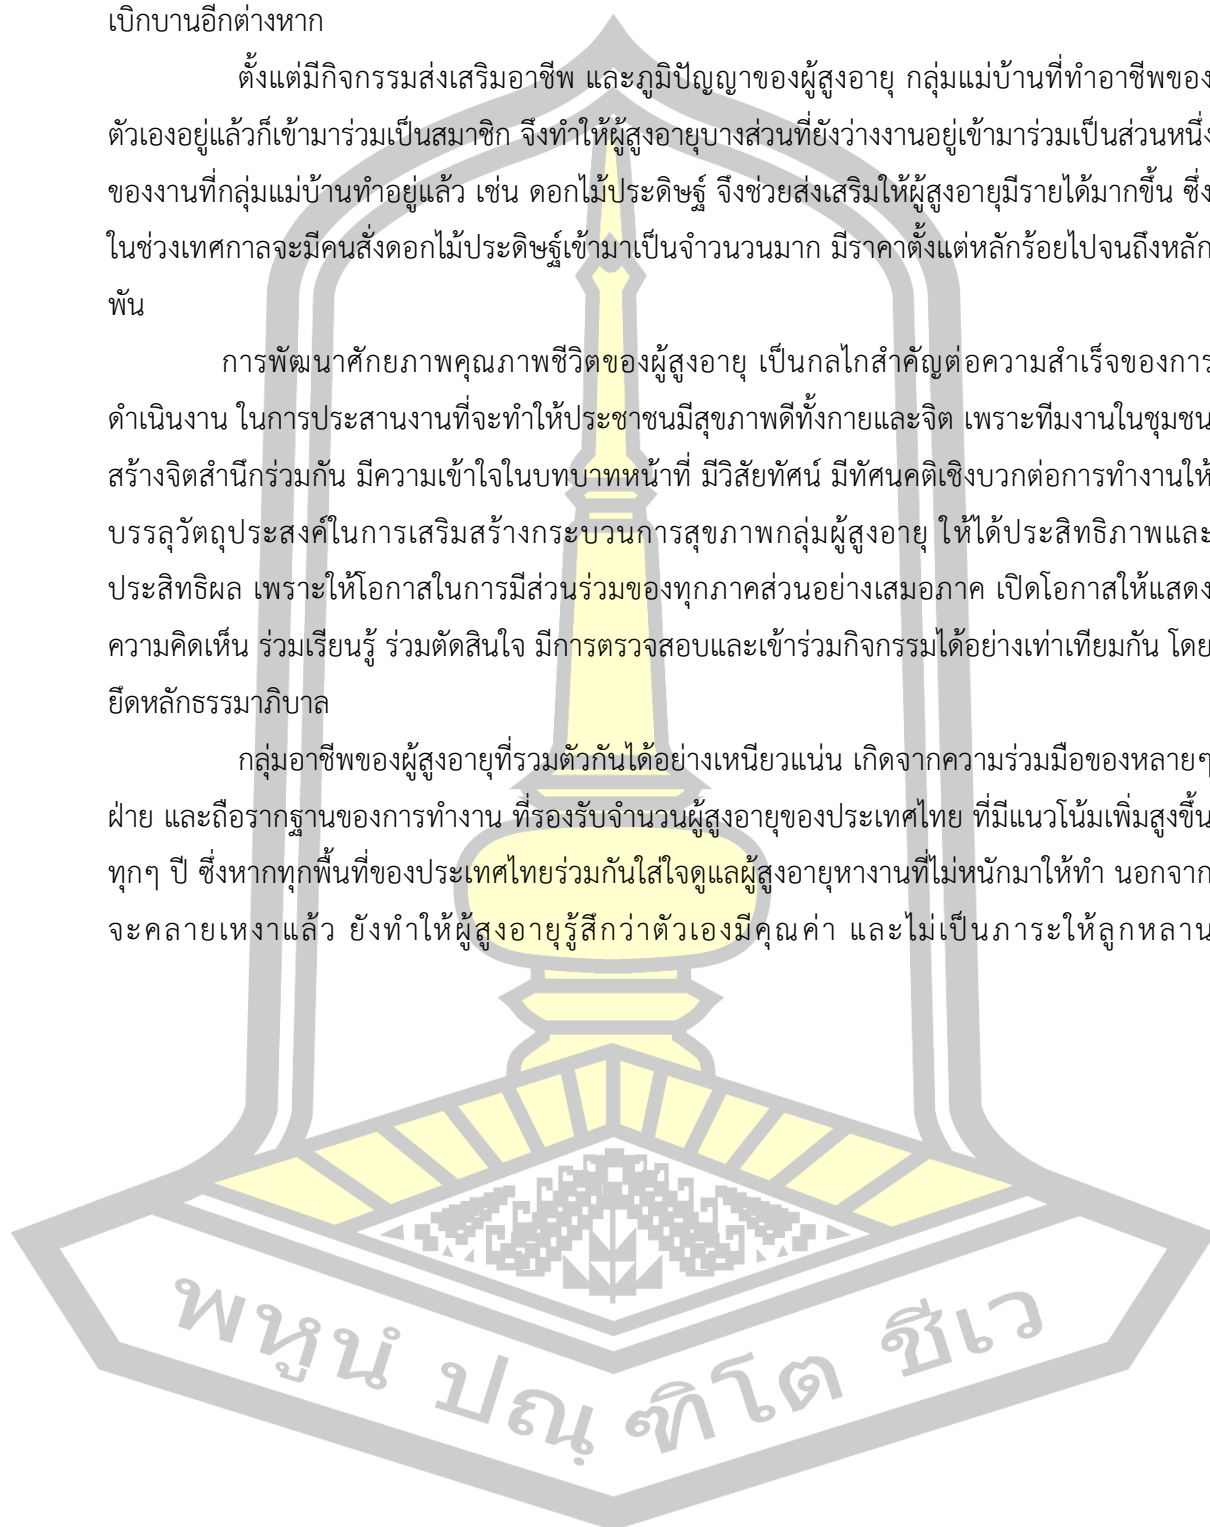 เบิกบานอีกต่างหาก
ตั้งแต่มีกิจกรรมส่งเสริมอาชีพ และภูมิปัญญาของผู้สูงอายุ กลุ่มแม่บ้านที่ทำอาชีพของ
ตัวเองอยู่แล้วก็เข้ามาร่วมเป็นสมาชิก จึงทำให้ผู้สูงอายุบางส่วนที่ยังว่างงานอยู่เข้ามาร่วมเป็นส่วนหนึ่ง
ของงานที่กลุ่มแม่บ้านทำอยู่แล้ว เช่น ดอกไม้ประดิษฐ์ จึงช่วยส่งเสริมให้ผู้สูงอายุมีรายได้มากขึ้น ซึ่ง
ในช่วงเทศกาลจะมีคนสั่งดอกไม้ประดิษฐ์เข้ามาเป็นจำวนวนมาก มีราคาตั้งแต่หลักร้อยไปจนถึงหลัก
พัน
การพัฒนาศักยภาพคุณภาพชีวิตของผู้สูงอายุ เป็นกลไกสำคัญต่อความสำเร็จของการ
ดำเนินงาน ในการประสานงานที่จะทำให้ประชาชนมีสุขภาพดีทั้งกายและจิต เพราะทีมงานในชุมชน
สร้างจิตสำนึกร่วมกัน มีความเข้าใจในบทบาทหน้าที่ มีวิสัยทัศน์ มีทัศนคติเชิงบวกต่อการทำงานให้
บรรลุวัตถุประสงค์ในการเสริมสร้างกระบวนการสุขภาพกลุ่มผู้สูงอายุ ให้ได้ประสิทธิภาพและ
ประสิทธิผล เพราะให้โอกาสในการมีส่วนร่วมของทุกภาคส่วนอย่างเสมอภาค เปิดโอกาสให้แสดง
ความคิดเห็น ร่วมเรียนรู้ ร่วมตัดสินใจ มีการตรวจสอบและเข้าร่วมกิจกรรมได้อย่างเท่าเทียมกัน โดย
ยึดหลักธรรมาภิบาล
กลุ่มอาชีพของผู้สูงอายุที่รวมตัวกันได้อย่างเหนียวแน่น เกิดจากความร่วมมือของหลายๆ
ฝ่าย และถือรากฐานของการทำงาน ที่รองรับจำนวนผู้สูงอายุของประเทศไทย ที่มีแนวโน้มเพิ่มสูงขึ้น
ทุกๆ ปี ซึ่งหากทุกพื้นที่ของประเทศไทยร่วมกันใส่ใจดูแลผู้สูงอายุหางานที่ไม่หนักมาให้ทำ นอกจาก
จะคลายเหงาแล้ว ยังทำให้ผู้สูงอายุรู้สึกว่าตัวเองมีคุณค่า และไม่เป็นภาระให้ลูกหลาน
พหูนํ ปณฺฑิโต ชีเว